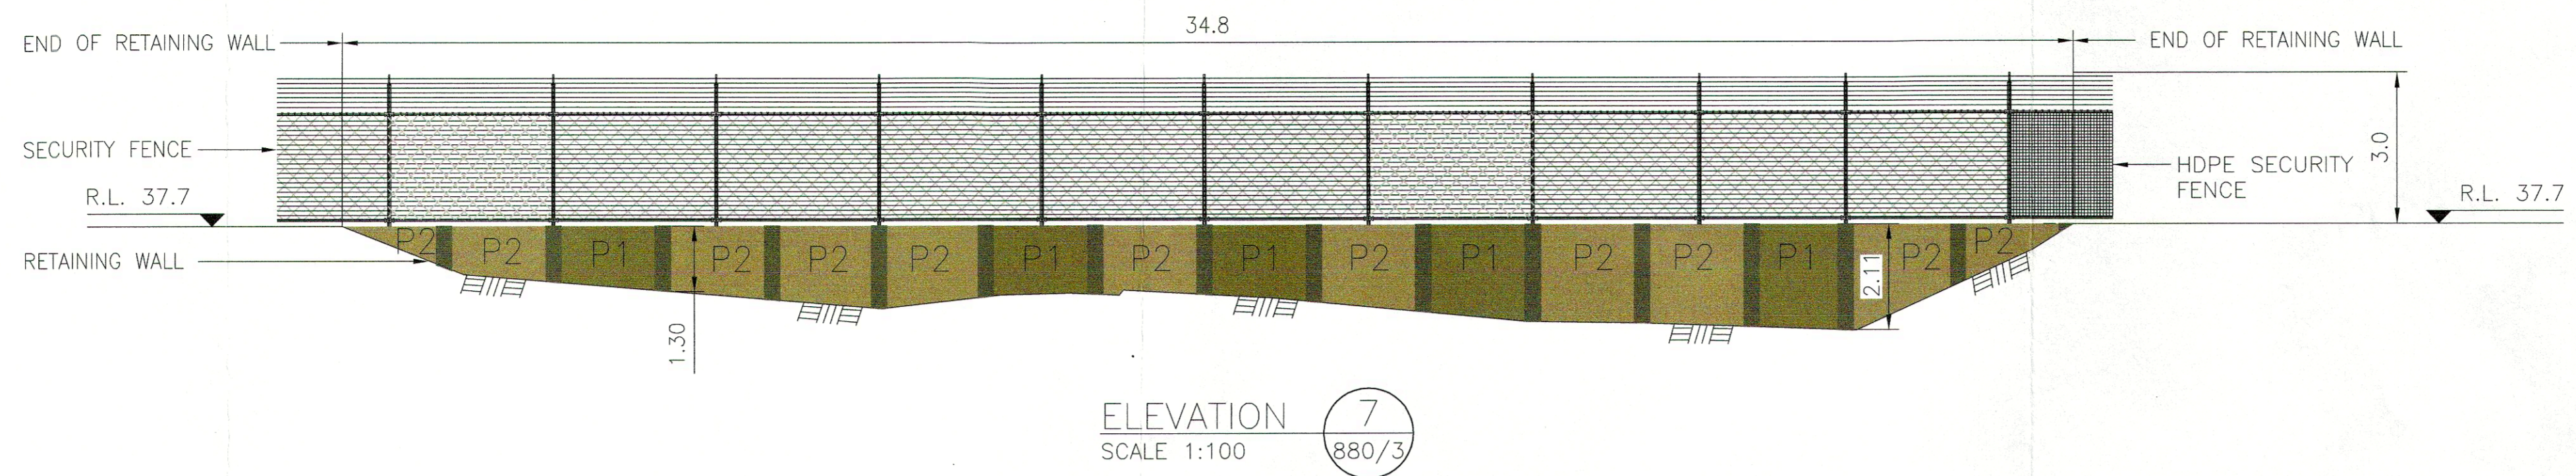 34.8
END OF RETAINING WALL
END OF RETAINING WALL
SECURITY FENCE
3.0
HDPE SECURITY
FENCE
R.L. 37.7
R.L. 37.7
RETAINING WALL
P2 P2 P1 P2 P2 P2 P1 P2 P1 P2 P1 P2 P2 P1 P2 P2
2.11
1.30
ELEVATION 7
SCALE 1:100 880/3